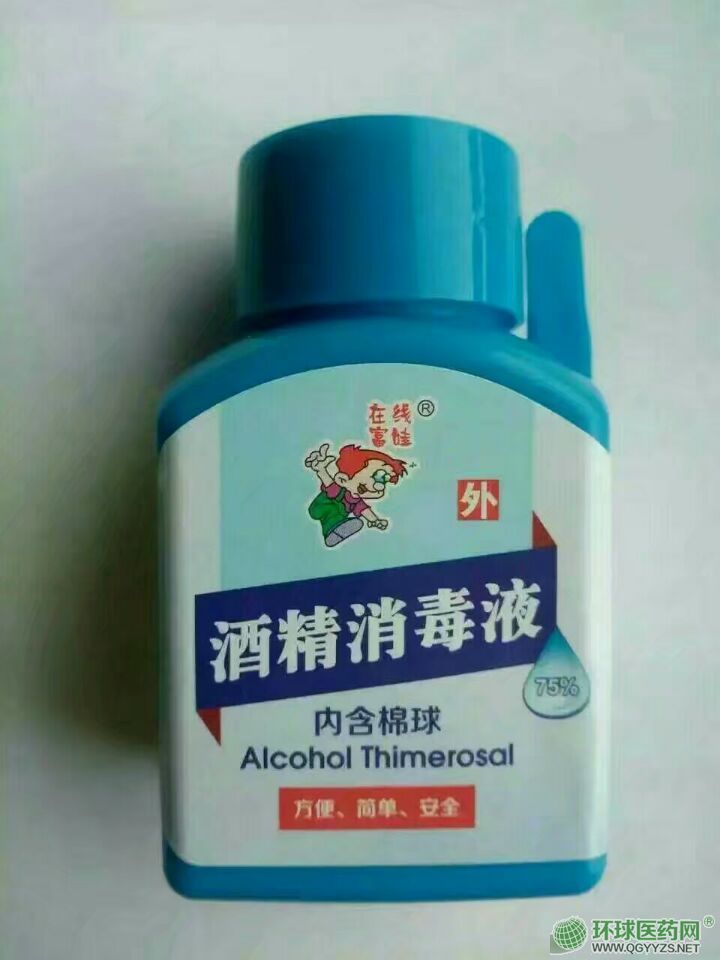 在线®
富娃
外
酒精消毒液
75%
内含棉球
Alcohol Thimerosal
方便、简单、安全
环球医药网®
WWW.QGYYZS.NET